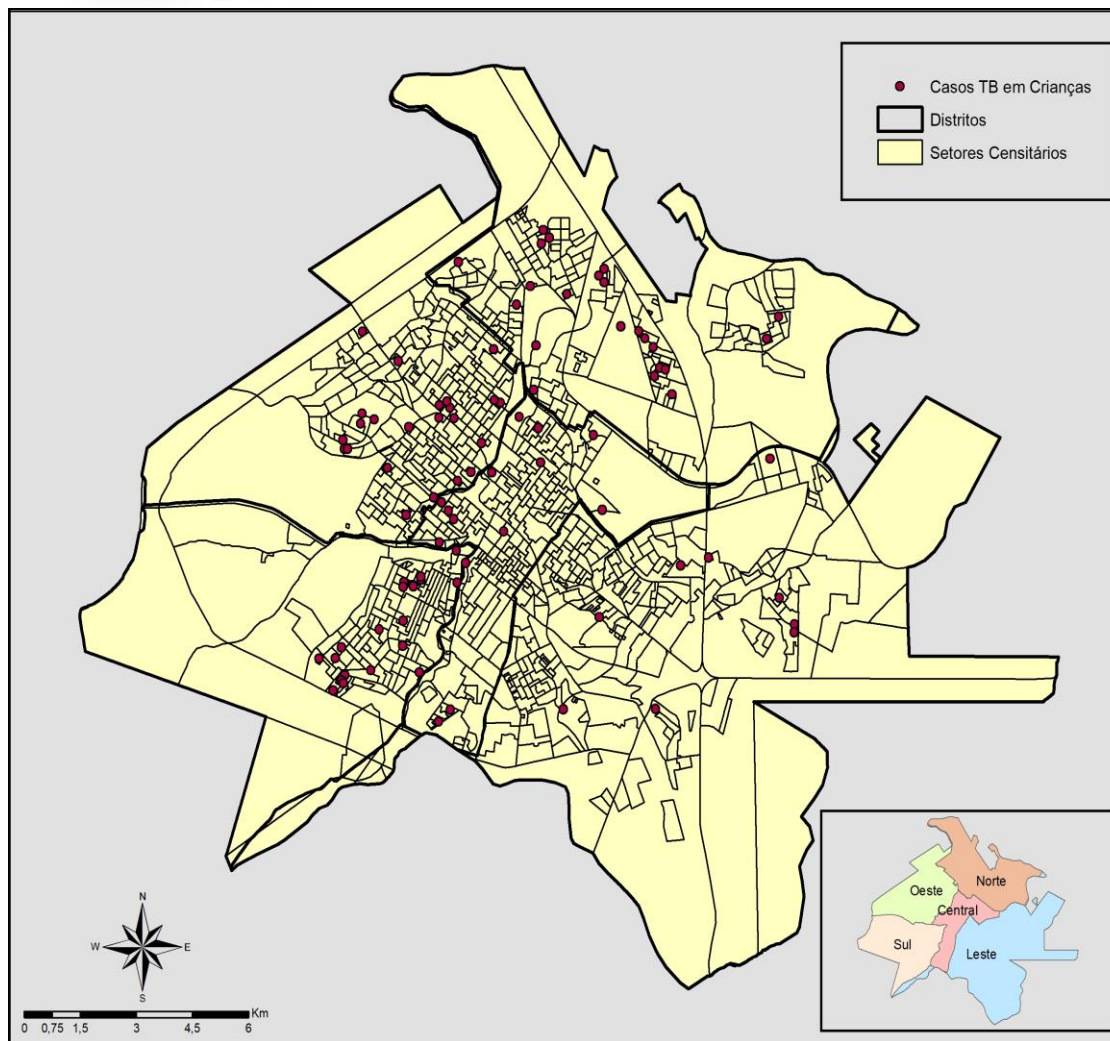 Casos TB em Crianças
Distritos
Setores Censitários
Norte
Oeste
Central
Sul
Leste
N
W
E
S
Km
0 0,75 1,5 3 4,5 6